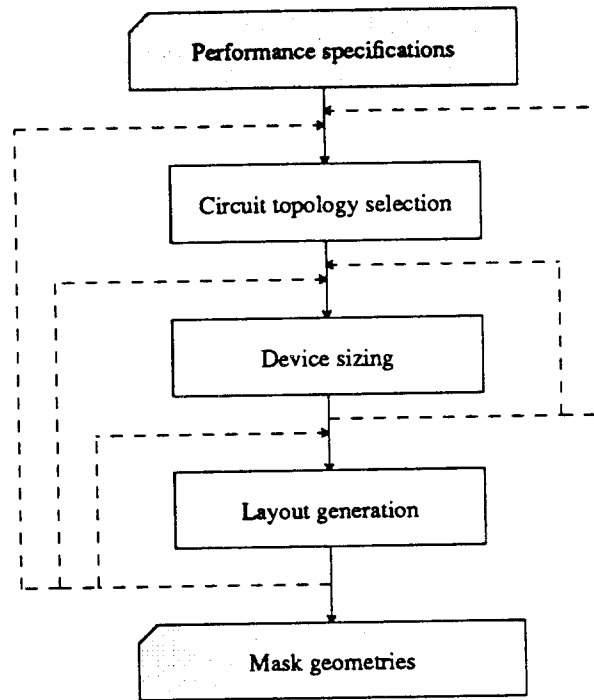 Performance specifications
Circuit topology selection
Device sizing
Layout generation
Mask geometries